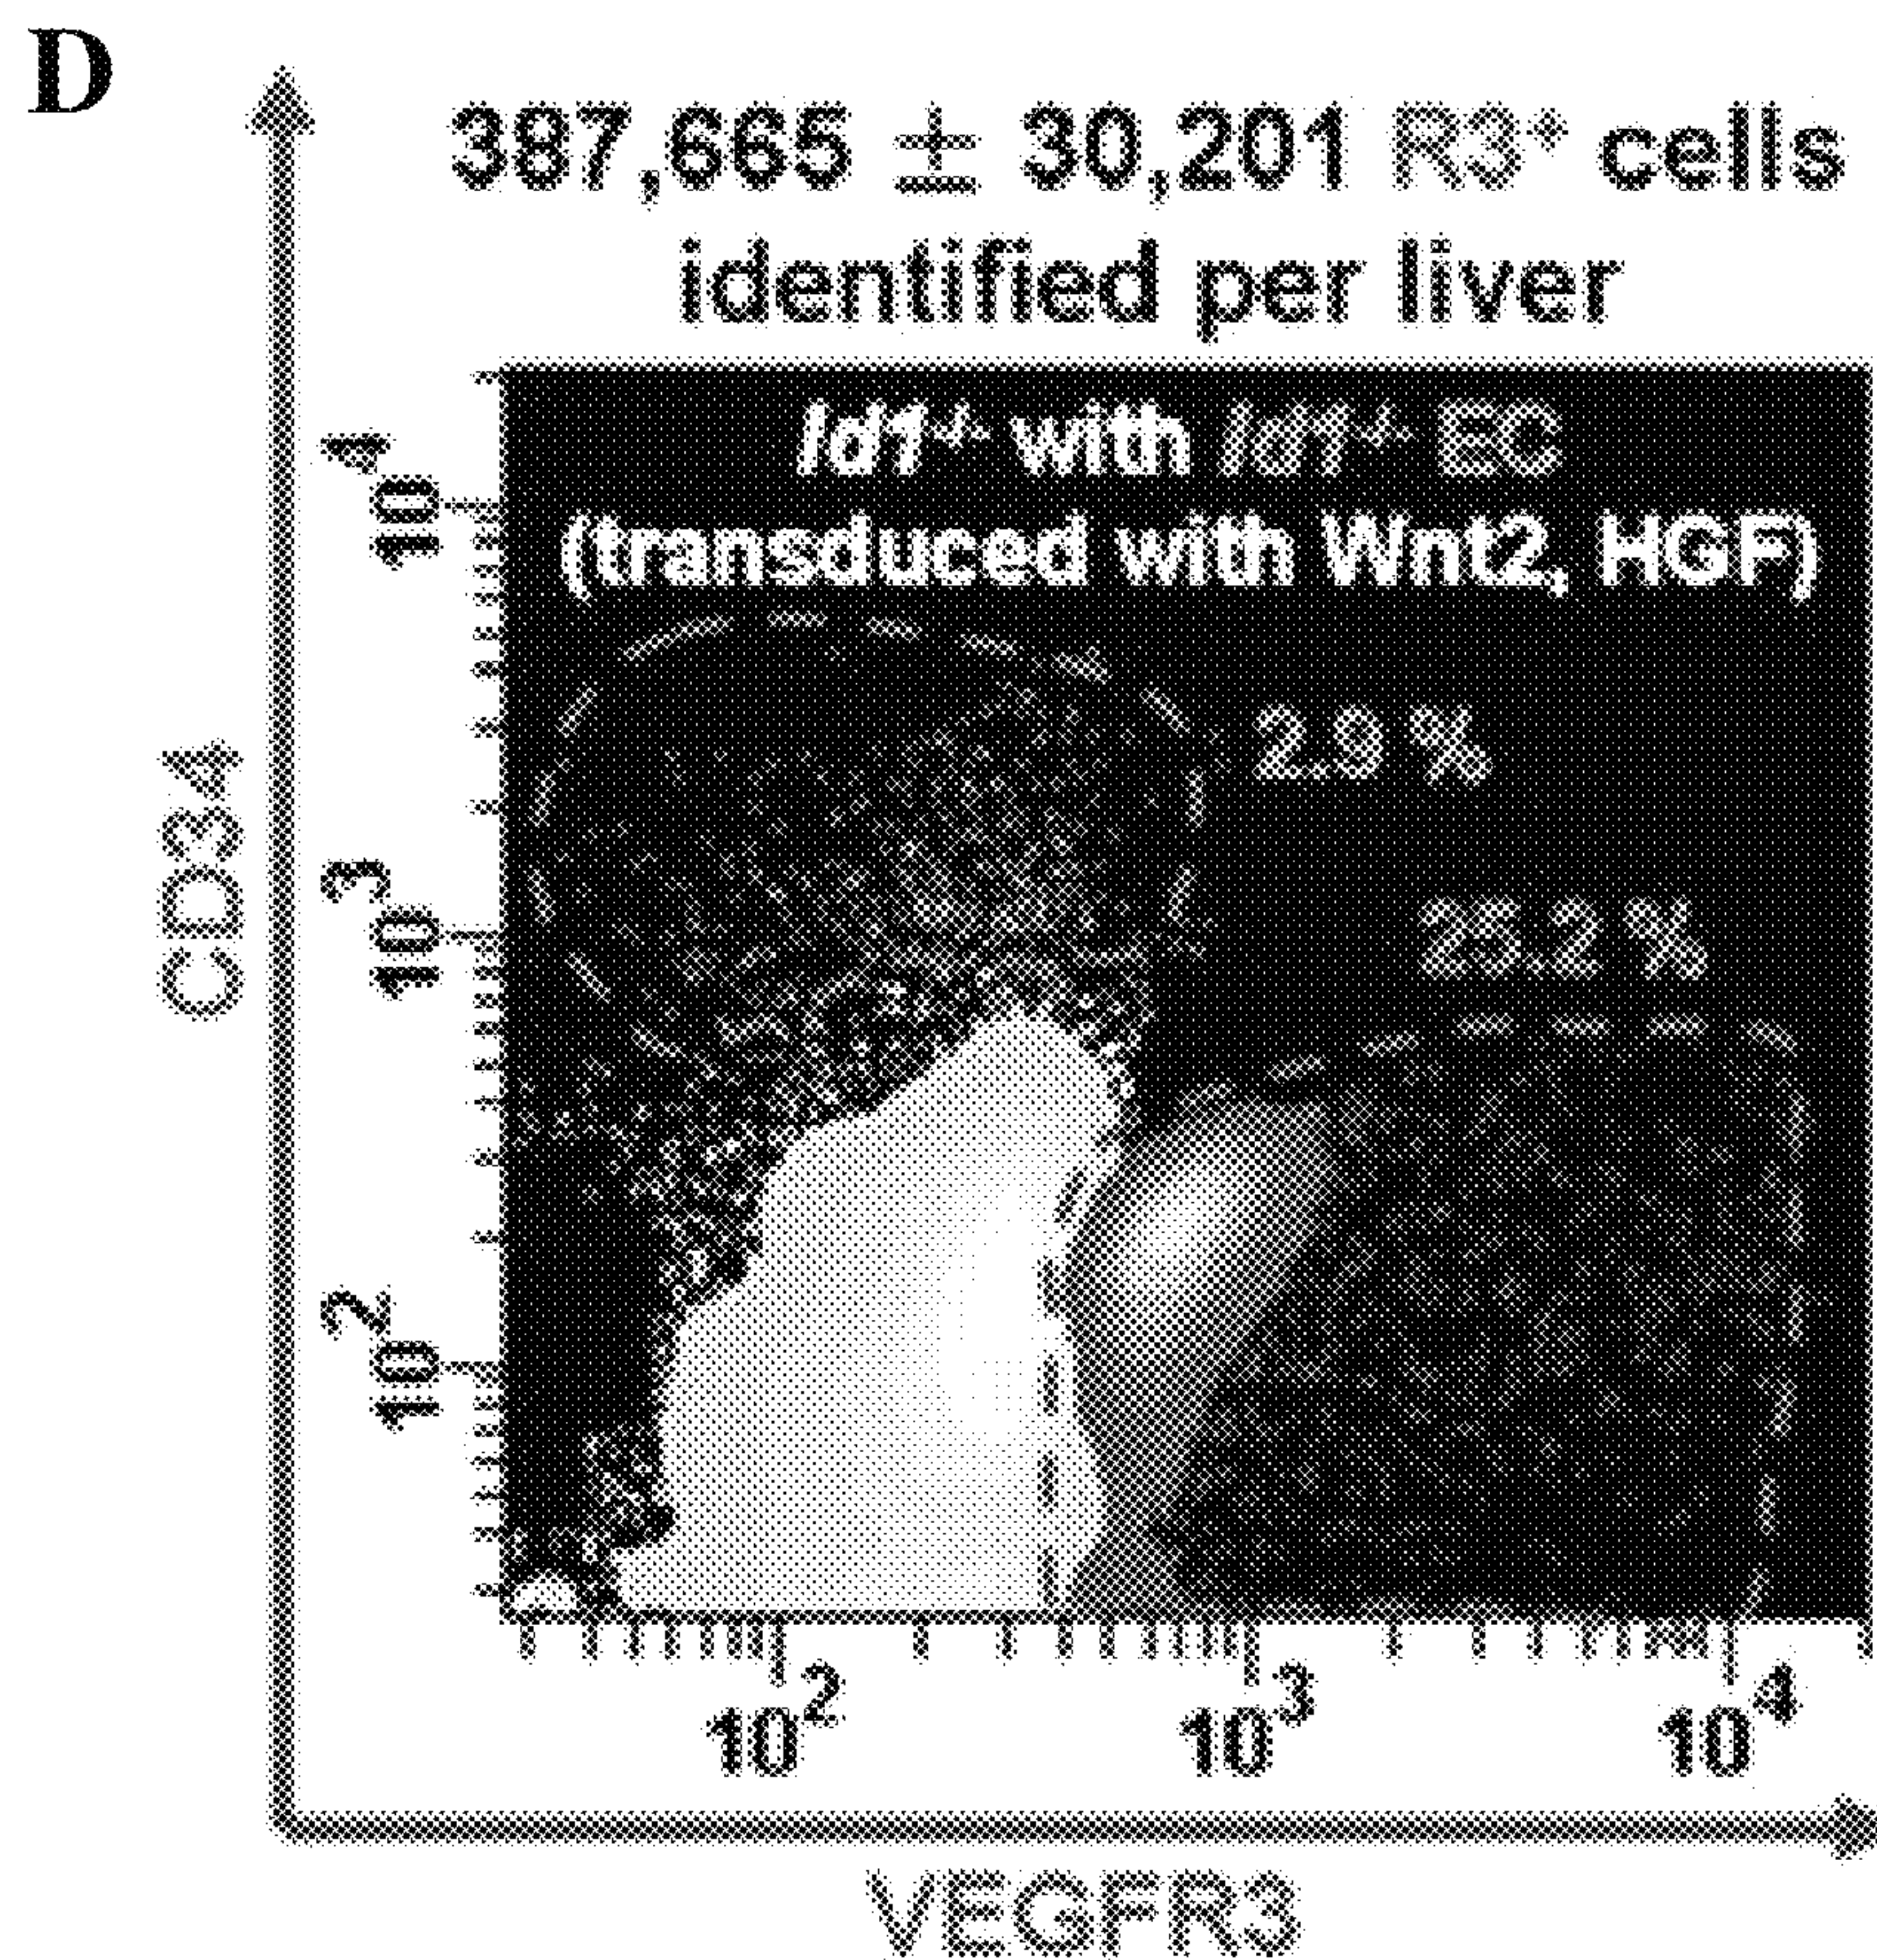 D
387,665 ± 30,201 R3⁺ cells
identified per liver
Id1-/- with Id1-/- EC
(transduced with Wnt2, HGF)
2.9 %
25.2 %
CD34
10⁴
10³
10²
10² 10³ 10⁴
VEGFR3